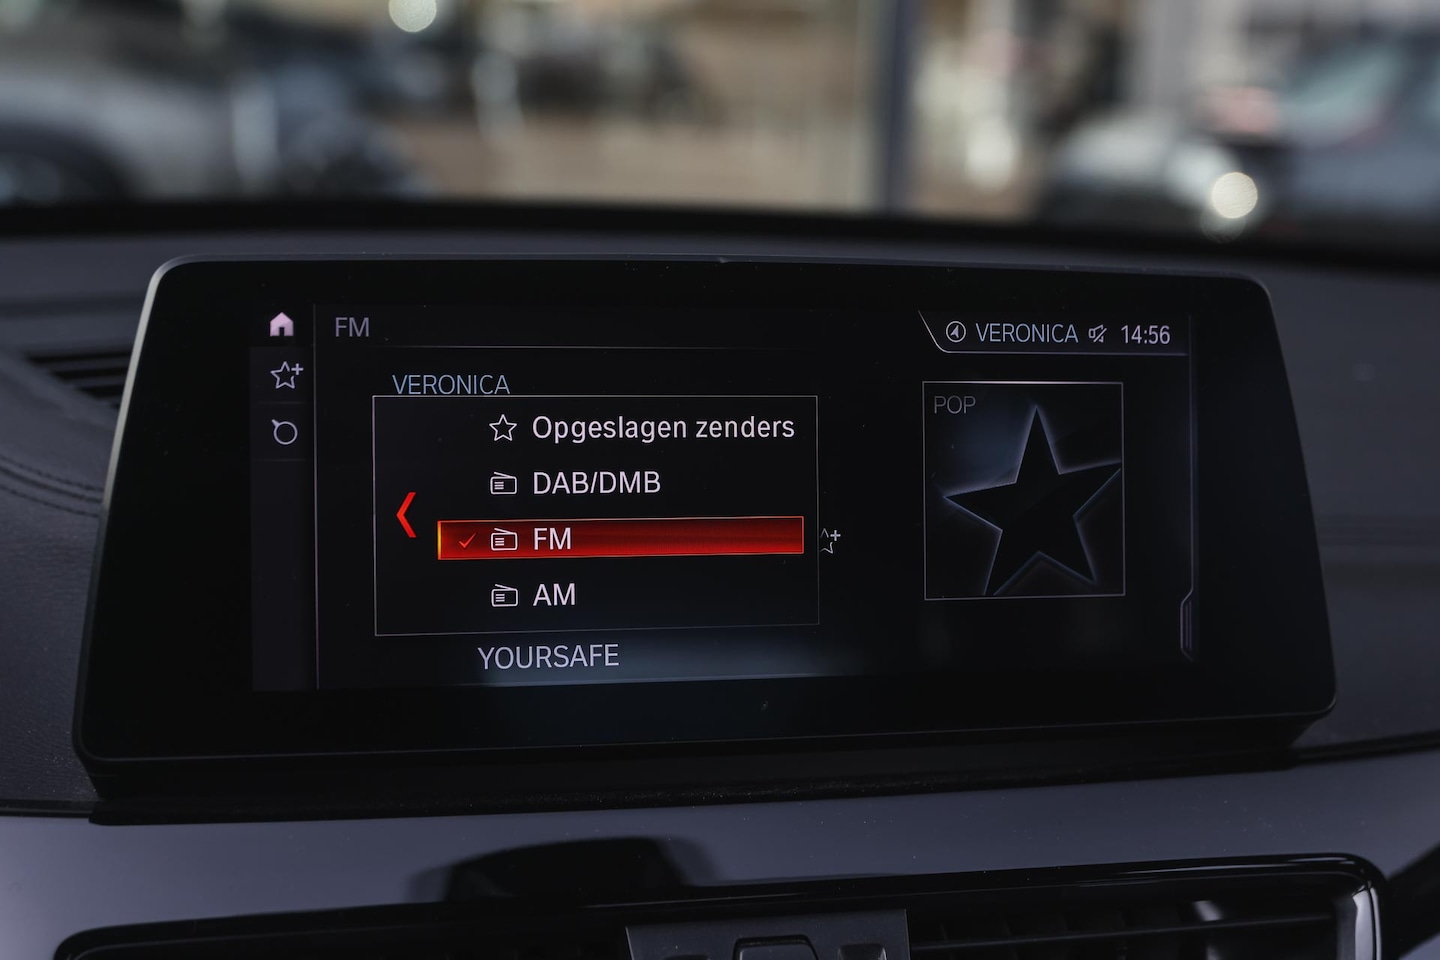 FM
VERONICA 14:56
VERONICA
Opgeslagen zenders
DAB/DMB
FM
AM
YOURSAFE
POP